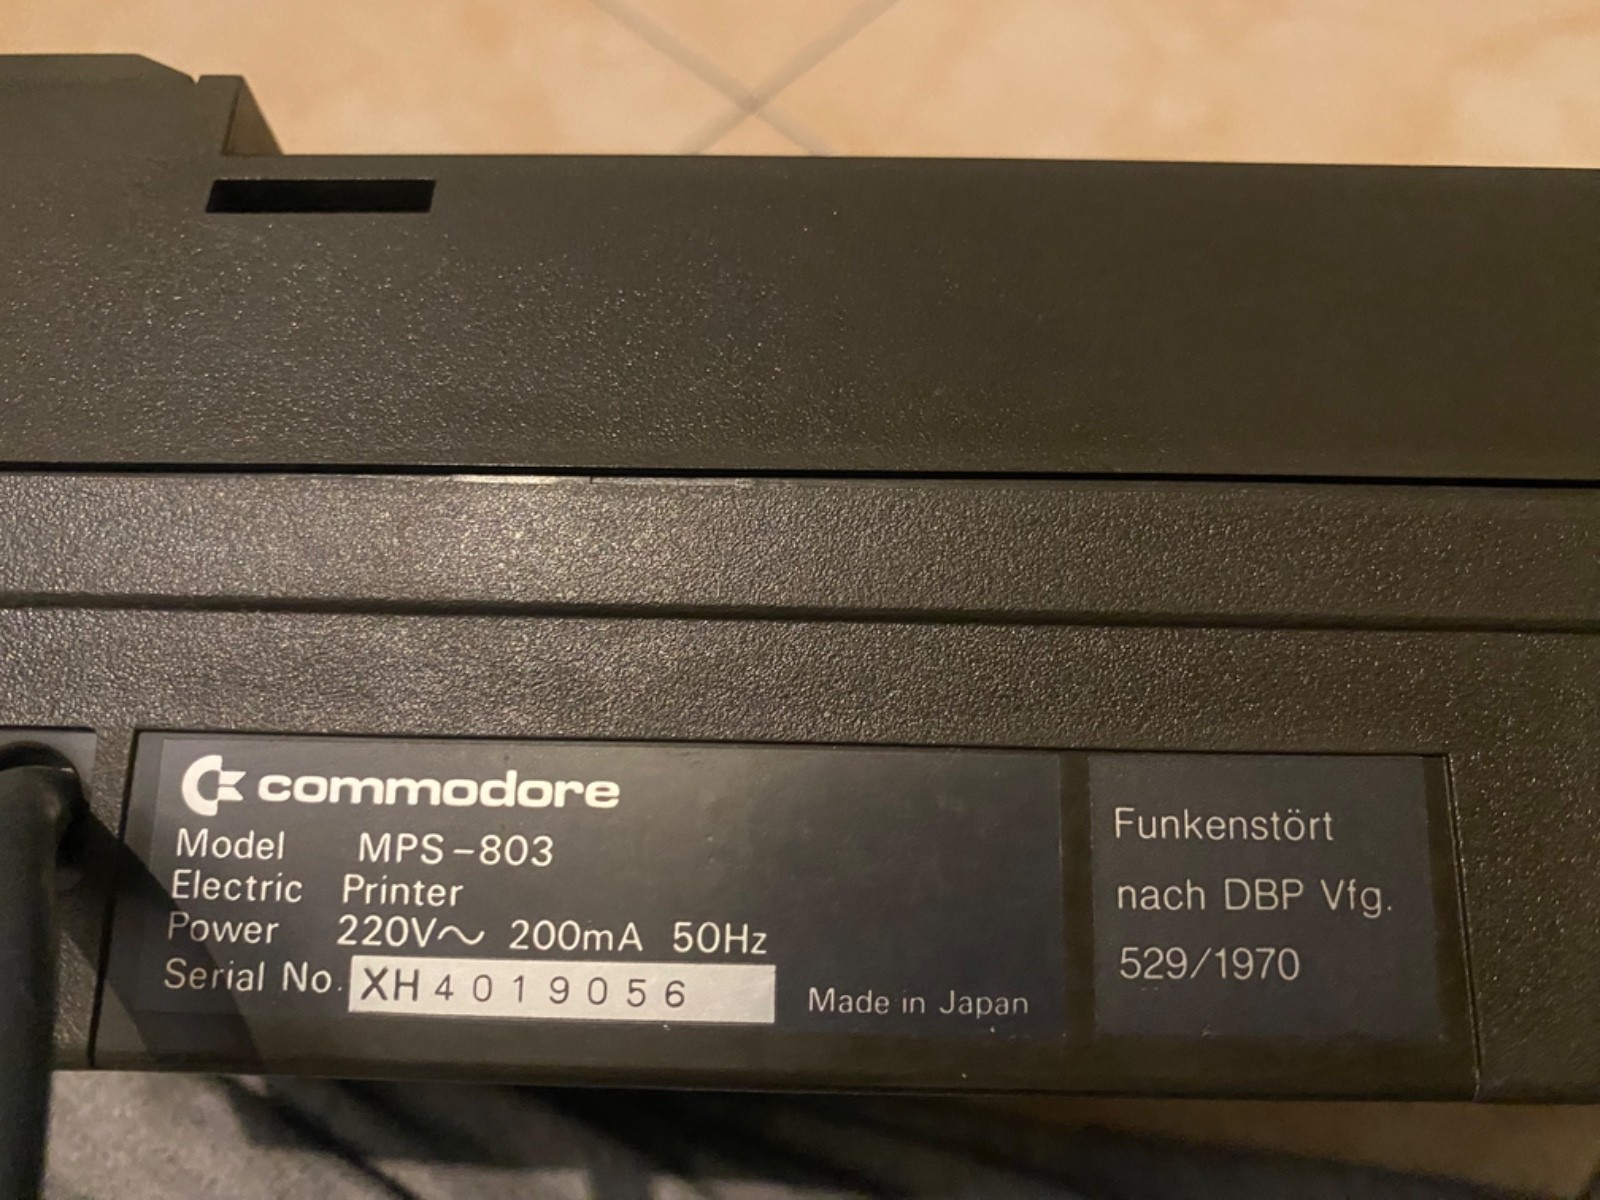 commodore
Model MPS-803
Electric Printer
Power 220V~ 200mA 50Hz
Serial No. XH4019056
Made in Japan
Funkenstört
nach DBP Vfg.
529/1970